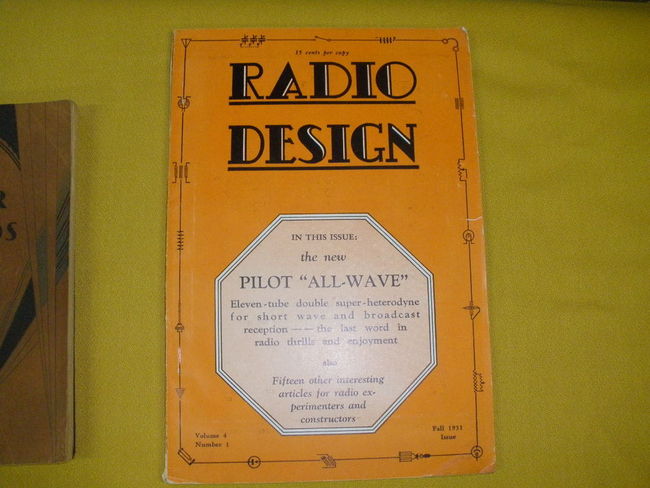 15 cents per copy
RADIO
DESIGN
IN THIS ISSUE:
the new
PILOT "ALL-WAVE"
Eleven-tube double super-heterodyne
for short wave and broadcast
reception——the last word in
radio thrills and enjoyment
also
Fifteen other interesting
articles for radio ex-
perimenters and
constructors
Volume 4
Number 1
Fall 1931
Issue